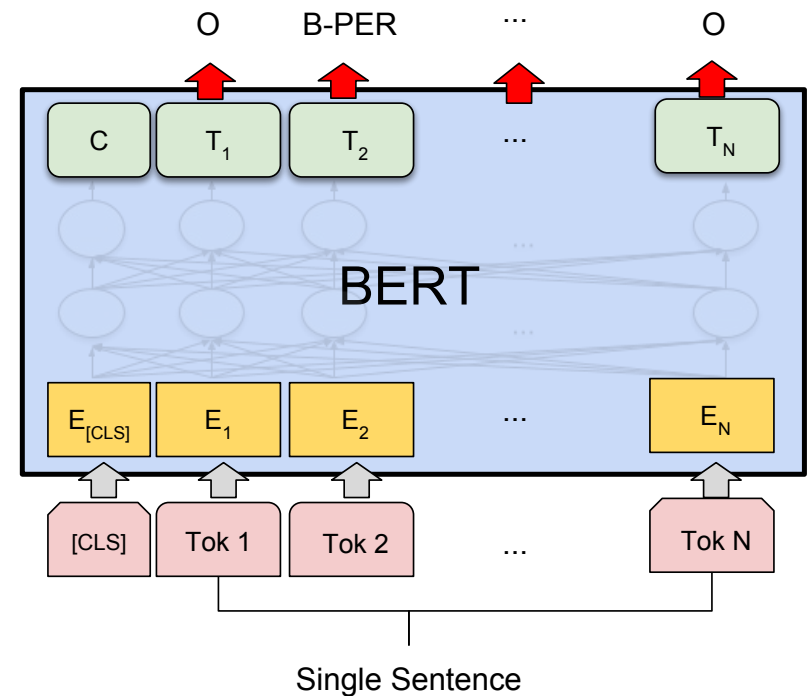 O B-PER ... O
C T1 T2 ... TN
...
BERT
...
E[CLS] E1 E2 ... EN
[CLS] Tok 1 Tok 2 ... Tok N
Single Sentence